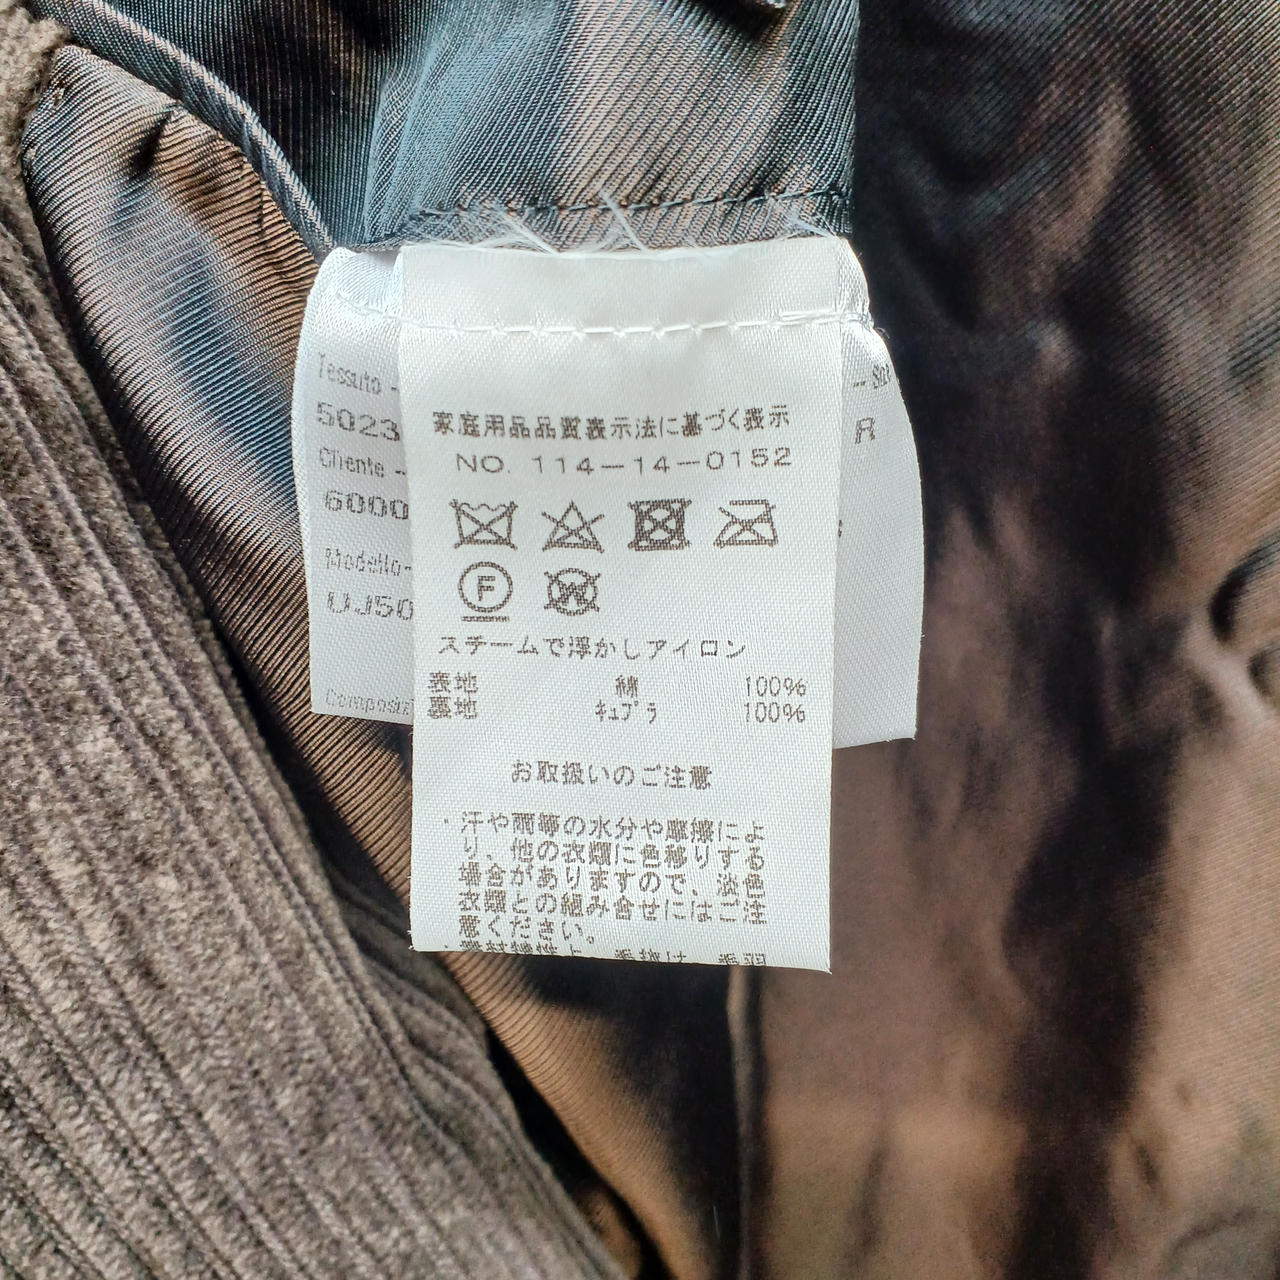 Tessuto -
5023
Cliente --
6000
Modello-
DJ50
R
家庭用品品質表示法に基づく表示
NO. 114-14-0152
F
W
スチームで浮かしアイロン
表地 綿 100%
裏地 ｷｭﾌﾟﾗ 100%
お取扱いのご注意
・汗や雨等の水分や摩擦によ
り、他の衣類に色移りする
場合がありますので、淡色
衣類との組み合せにはご注
意ください。